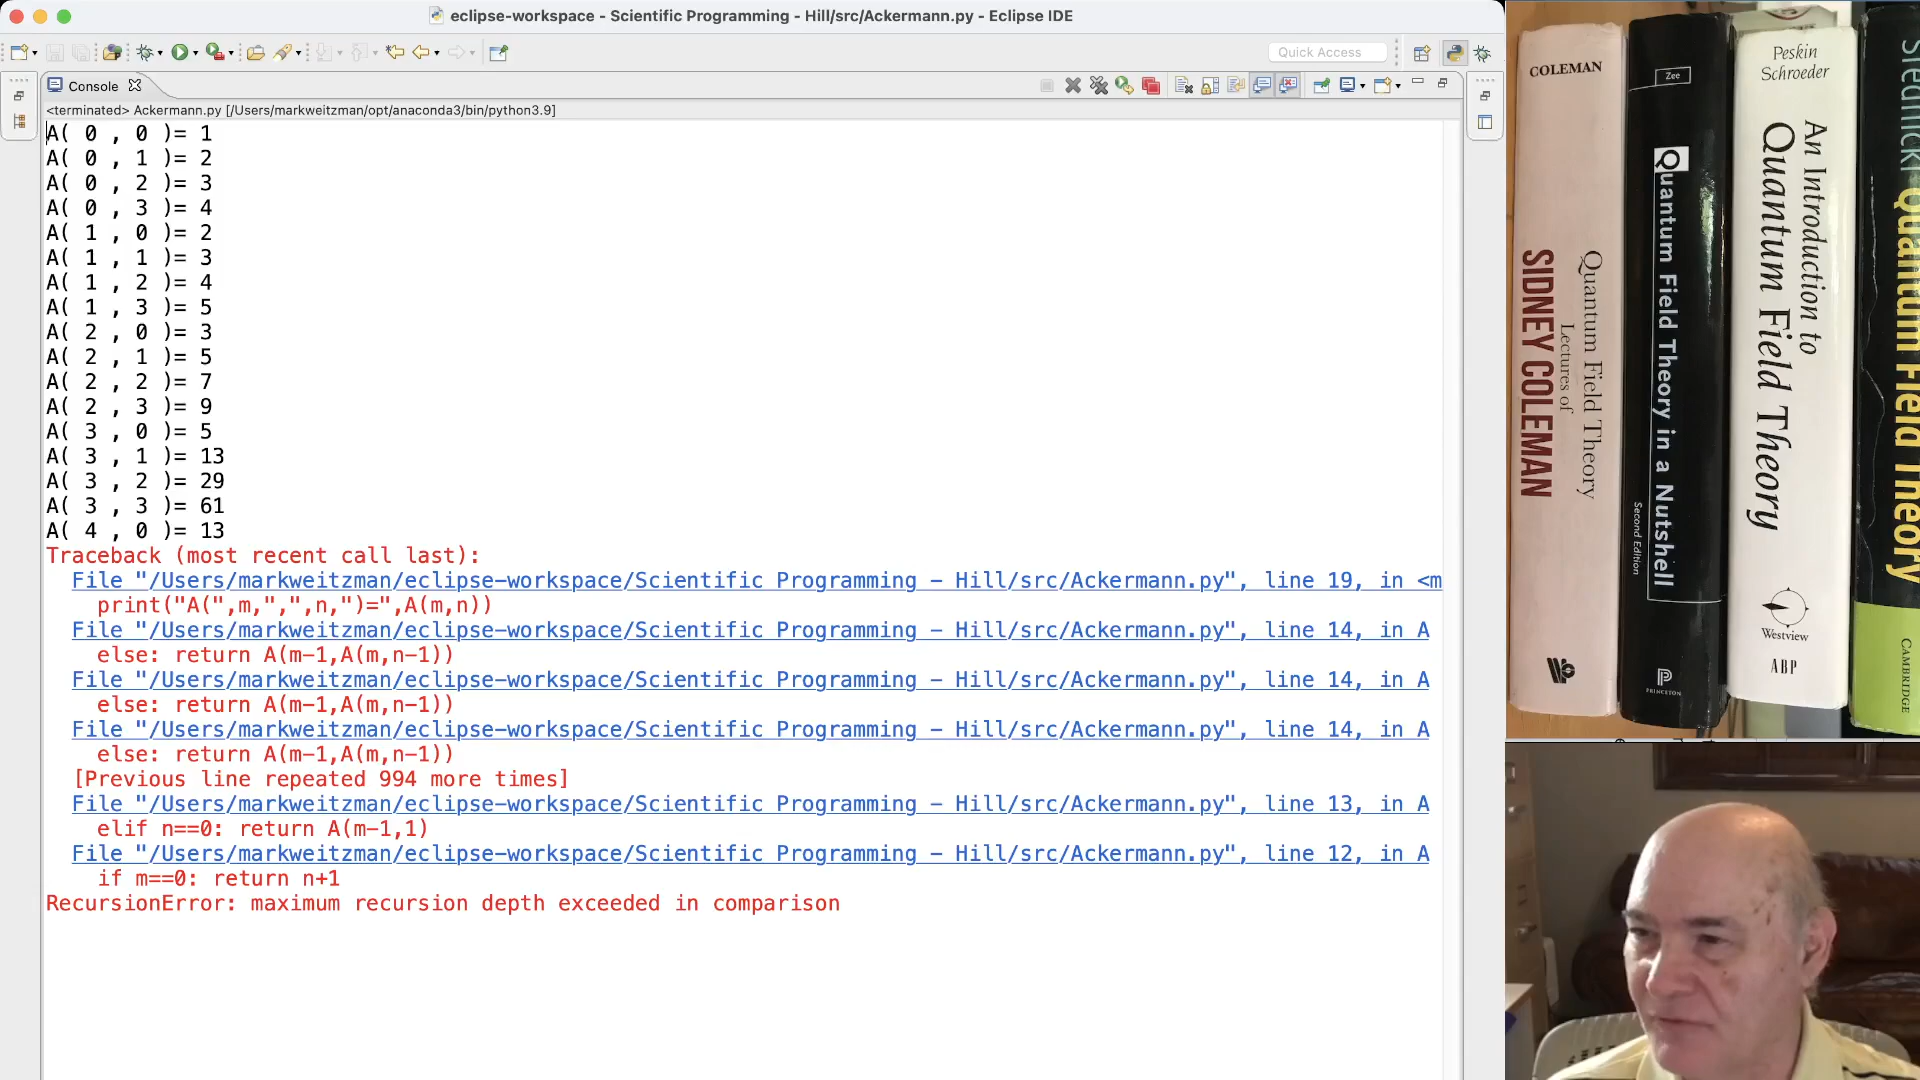 eclipse-workspace - Scientific Programming - Hill/src/Ackermann.py - Eclipse IDE
Quick Access
Console
<terminated> Ackermann.py [/Users/markweitzman/opt/anaconda3/bin/python3.9]
A( 0 , 0 )= 1
A( 0 , 1 )= 2
A( 0 , 2 )= 3
A( 0 , 3 )= 4
A( 1 , 0 )= 2
A( 1 , 1 )= 3
A( 1 , 2 )= 4
A( 1 , 3 )= 5
A( 2 , 0 )= 3
A( 2 , 1 )= 5
A( 2 , 2 )= 7
A( 2 , 3 )= 9
A( 3 , 0 )= 5
A( 3 , 1 )= 13
A( 3 , 2 )= 29
A( 3 , 3 )= 61
A( 4 , 0 )= 13
Traceback (most recent call last):
File "/Users/markweitzman/eclipse-workspace/Scientific Programming - Hill/src/Ackermann.py", line 19, in <m
print("A(",m,",",n,")=",A(m,n))
File "/Users/markweitzman/eclipse-workspace/Scientific Programming - Hill/src/Ackermann.py", line 14, in A
else: return A(m-1,A(m,n-1))
File "/Users/markweitzman/eclipse-workspace/Scientific Programming - Hill/src/Ackermann.py", line 14, in A
else: return A(m-1,A(m,n-1))
File "/Users/markweitzman/eclipse-workspace/Scientific Programming - Hill/src/Ackermann.py", line 14, in A
else: return A(m-1,A(m,n-1))
[Previous line repeated 994 more times]
File "/Users/markweitzman/eclipse-workspace/Scientific Programming - Hill/src/Ackermann.py", line 13, in A
elif n==0: return A(m-1,1)
File "/Users/markweitzman/eclipse-workspace/Scientific Programming - Hill/src/Ackermann.py", line 12, in A
if m==0: return n+1
RecursionError: maximum recursion depth exceeded in comparison
COLEMAN
Quantum Field Theory
Lectures of
SIDNEY COLEMAN
Zee
Quantum Field Theory in a Nutshell
Second Edition
PRINCETON
Peskin
Schroeder
An Introduction to
Quantum Field Theory
Westview
ABP
Srednicki
Quantum Field Theory
CAMBRIDGE